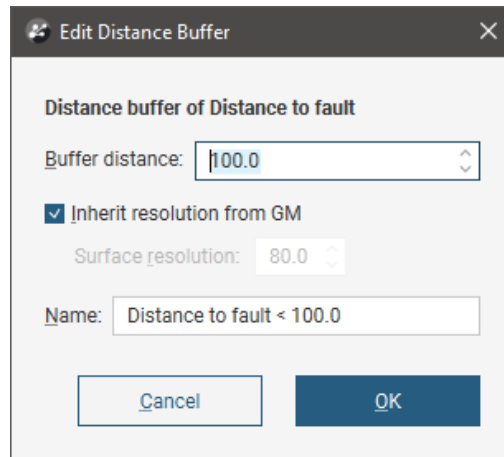 Edit Distance Buffer
Distance buffer of Distance to fault
Buffer distance: 100.0
Inherit resolution from GM
Surface resolution: 80.0
Name: Distance to fault < 100.0
Cancel OK